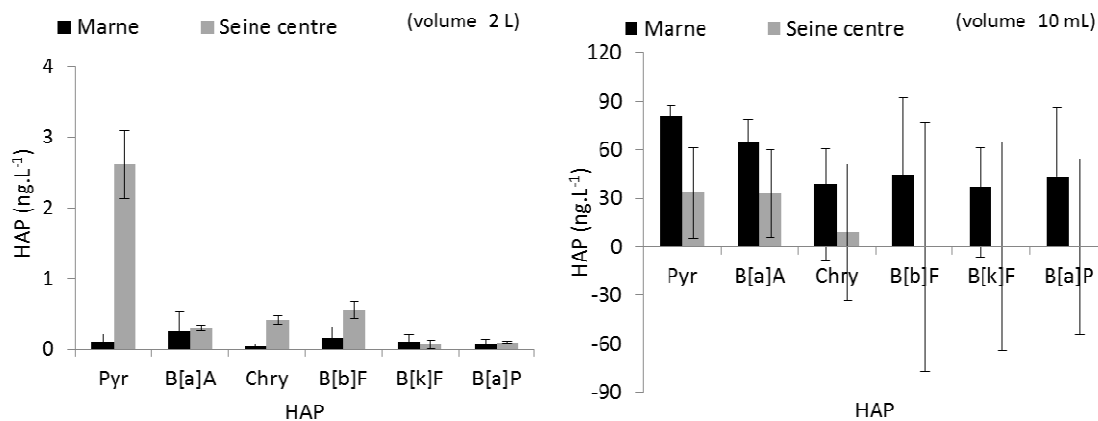 Marne Seine centre (volume 2 L)
HAP (ng.L-1)
4
3
2
1
0
Pyr B[a]A Chry B[b]F B[k]F B[a]P
HAP
Marne Seine centre (volume 10 mL)
HAP (ng.L-1)
120
90
60
30
0
-30
-60
-90
Pyr B[a]A Chry B[b]F B[k]F B[a]P
HAP